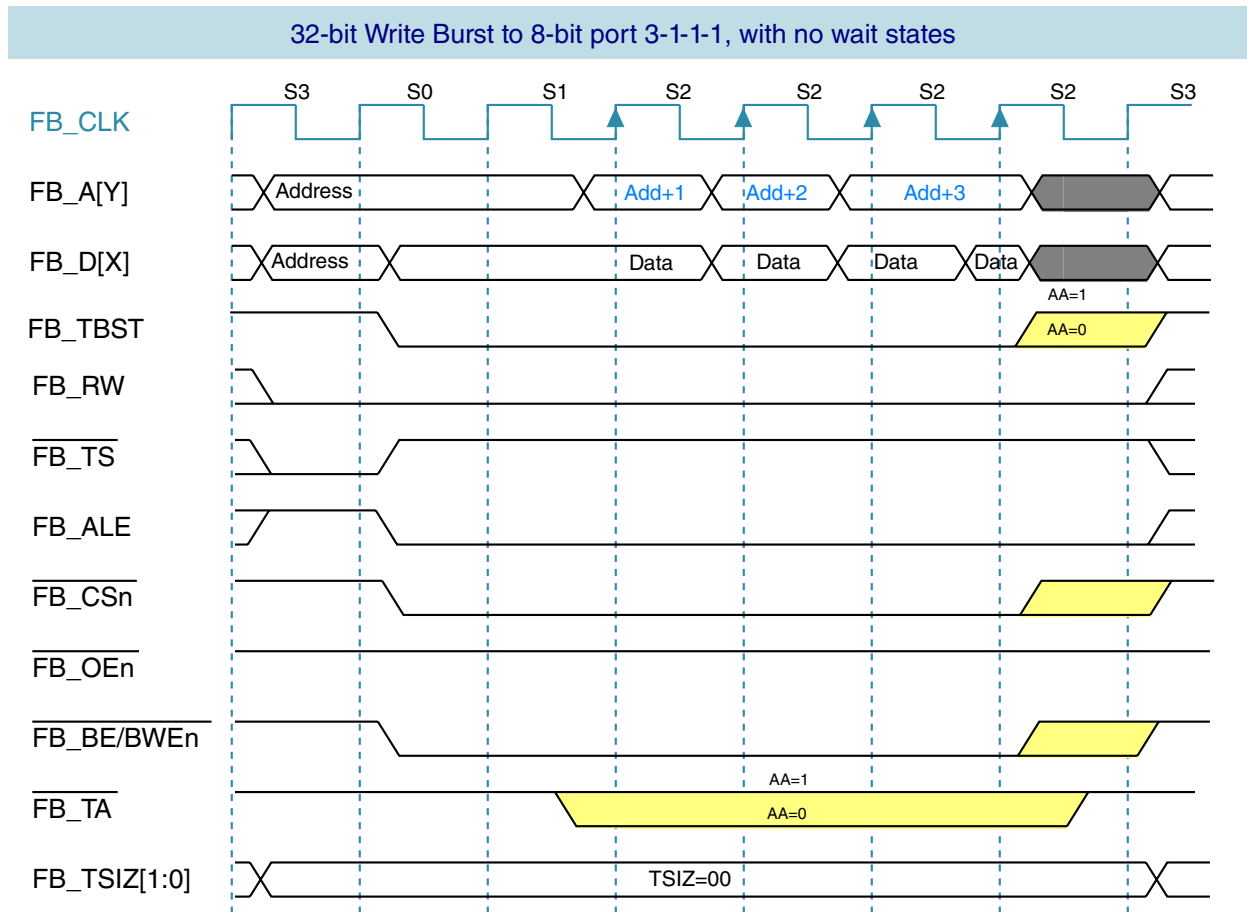 32-bit Write Burst to 8-bit port 3-1-1-1, with no wait states
S3 S0 S1 S2 S2 S2 S2 S3
FB_CLK
FB_A[Y] Address Add+1 Add+2 Add+3
FB_D[X] Address Data Data Data Data
AA=1
FB_TBST AA=0
FB_RW
FB_TS
FB_ALE
FB_CSn
FB_OEn
FB_BE/BWEn
AA=1
FB_TA AA=0
FB_TSIZ[1:0] TSIZ=00